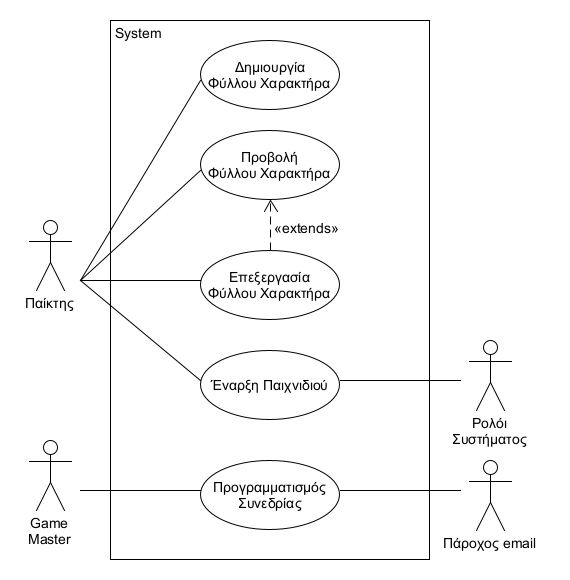 System
Δημιουργία
Φύλλου Χαρακτήρα
Προβολή
Φύλλου Χαρακτήρα
«extends»
Επεξεργασία
Φύλλου Χαρακτήρα
Παίκτης
Έναρξη Παιχνιδιού
Ρολόι
Συστήματος
Προγραμματισμός
Συνεδρίας
Game
Master
Πάροχος email